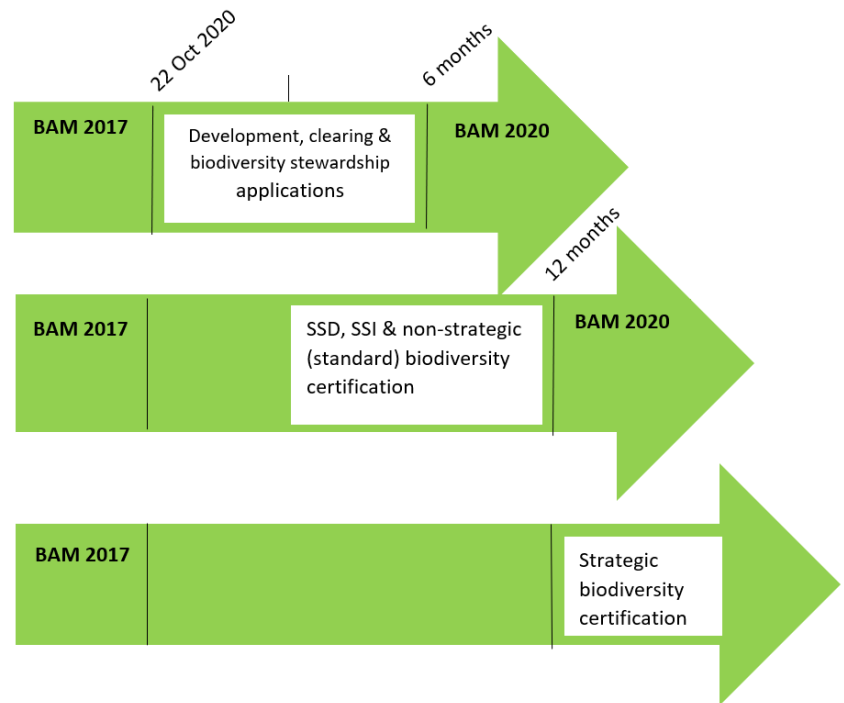 22 Oct 2020
6 months
BAM 2017
Development, clearing &
biodiversity stewardship
applications
BAM 2020
12 months
BAM 2017
SSD, SSI & non-strategic
(standard) biodiversity
certification
BAM 2020
BAM 2017
Strategic
biodiversity
certification